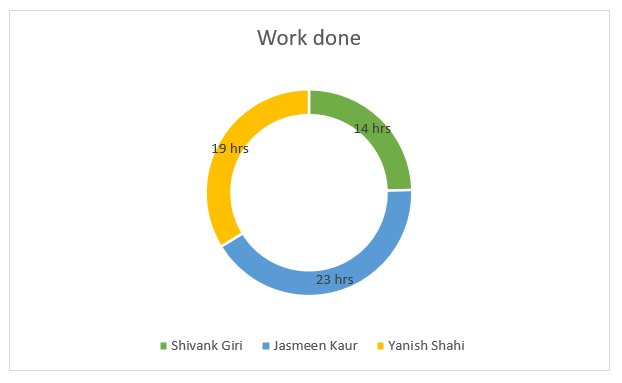 Work done
14 hrs
19 hrs
23 hrs
Shivank Giri Jasmeen Kaur Yanish Shahi